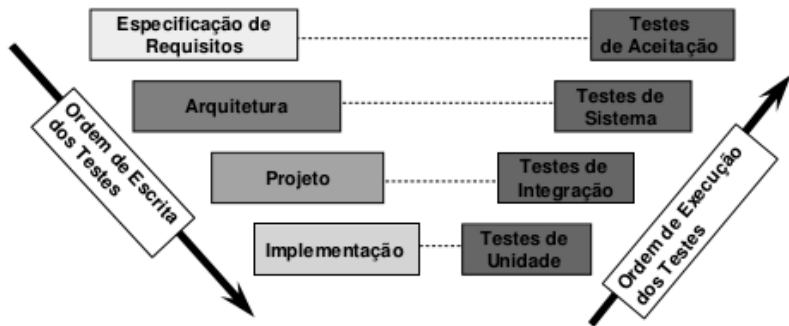 Especificação de
Requisitos
Testes
de Aceitação
Arquitetura
Testes de
Sistema
Projeto
Testes de
Integração
Implementação
Testes de
Unidade
Ordem de Escrita
dos Testes
Ordem de Execução
dos Testes